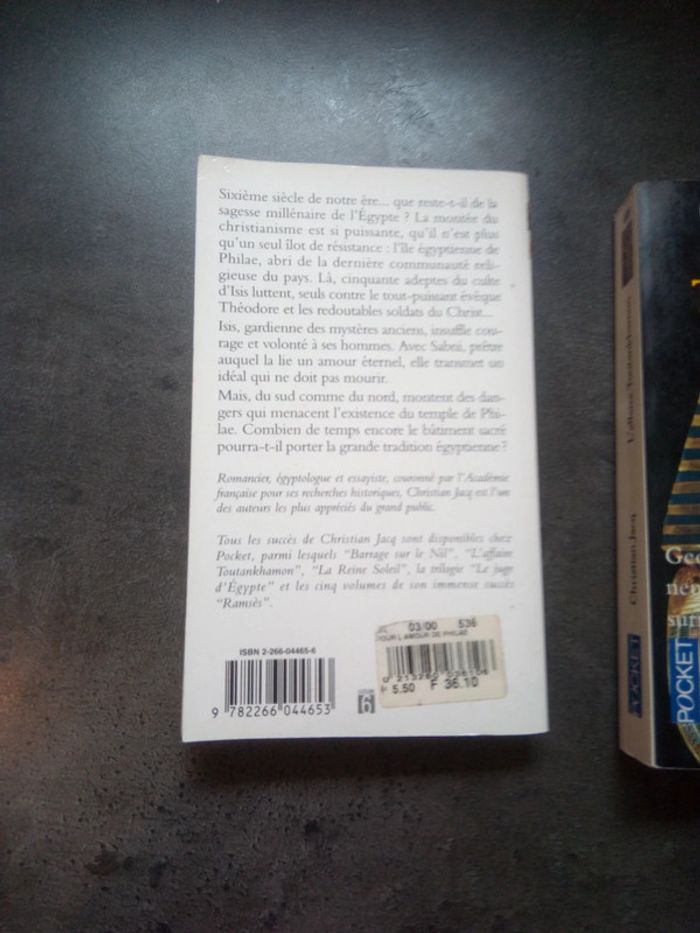 Sixième siècle de notre ère... que reste-t-il de la
sagesse millénaire de l'Égypte ? La montée du
christianisme est si puissante, qu'il n'est plus
qu'un seul îlot de résistance : l'île égyptienne de
Philae, abri de la dernière communauté reli-
gieuse du pays. Là, cinquante adeptes du culte
d'Isis luttent, seuls contre le tout-puissant évêque
Théodore et les redoutables soldats du Christ...
Isis, gardienne des mystères anciens, insuffle cou-
rage et volonté à ses hommes. Avec Sabni, prêtre
auquel la lie un amour éternel, elle transmet un
idéal qui ne doit pas mourir.
Mais, du sud comme du nord, montent des dan-
gers qui menacent l'existence du temple de Phi-
lae. Combien de temps encore le bâtiment sacré
pourra-t-il porter la grande tradition égyptienne ?
Romancier, égyptologue et essayiste, couronné par l'Académie
française pour ses recherches historiques, Christian Jacq est l'un
des auteurs les plus appréciés du grand public.
Tous les succès de Christian Jacq sont disponibles chez
Pocket, parmi lesquels "Barrage sur le Nil", "L'affaire
Toutankhamon", "La Reine Soleil", la trilogie "Le juge
d'Égypte" et les cinq volumes de son immense succès
"Ramsès".
ISBN 2-266-04465-6
9 782266 044653
6
03/00 536
POUR L AMOUR DE PHILAE
5.50 F 36.10
Christian Jacq
L'affaire Toutankhamon
POCKET
POCKET